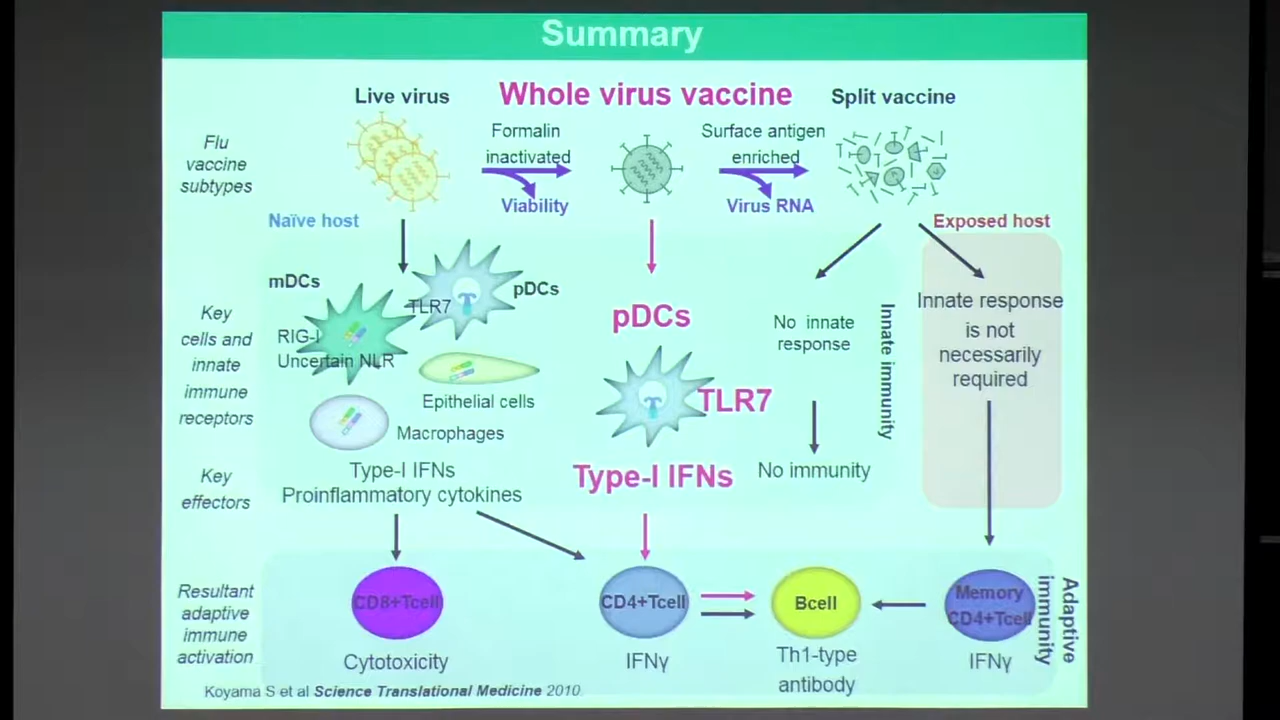 Summary
Live virus
Whole virus vaccine
Split vaccine
Flu
vaccine
subtypes
Formalin
inactivated
Viability
Surface antigen
enriched
Virus RNA
Naïve host
Exposed host
Key
cells and
innate
immune
receptors
mDCs
TLR7
pDCs
RIG-I
Uncertain NLR
Epithelial cells
Macrophages
pDCs
TLR7
No innate
response
No immunity
Innate immunity
Innate response
is not
necessarily
required
Key
effectors
Type-I IFNs
Proinflammatory cytokines
Type-I IFNs
Resultant
adaptive
immune
activation
CD8+Tcell
Cytotoxicity
CD4+Tcell
IFNγ
Bcell
Th1-type
antibody
Memory
CD4+Tcell
IFNγ
Adaptive
immunity
Koyama S et al Science Translational Medicine 2010